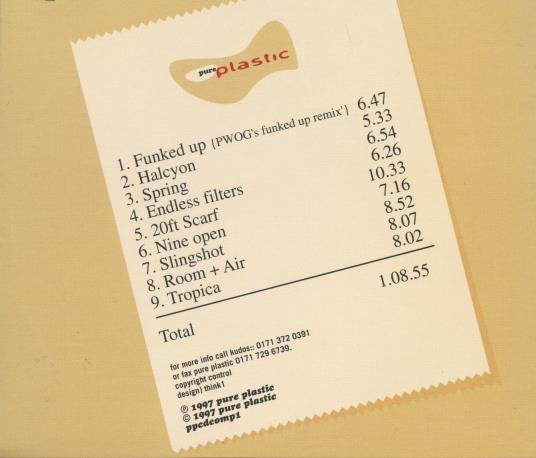 pure plastic
1. Funked up {PWOG's funked up remix'} 6.47
2. Halcyon 5.33
3. Spring 6.54
4. Endless filters 6.26
5. 20ft Scarf 10.33
6. Nine open 7.16
7. Slingshot 8.52
8. Room + Air 8.07
9. Tropica 8.02
Total 1.08.55
for more info call kudos:: 0171 372 0391
or fax pure plastic 0171 729 6739.
copyright control
design) think1
℗ 1997 pure plastic
© 1997 pure plastic
ppcdcomp1